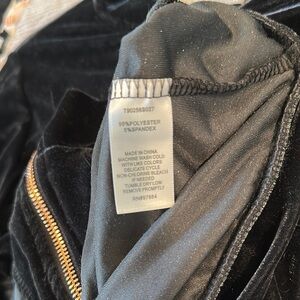 95%POLYESTER
5%SPANDEX
MADE IN CHINA
MACHINE WASH COLD
WITH LIKE COLORS
DELICATE CYCLE
NON-CHLORINE BLEACH
IF NEEDED
TUMBLE DRY LOW
REMOVE PROMPTLY